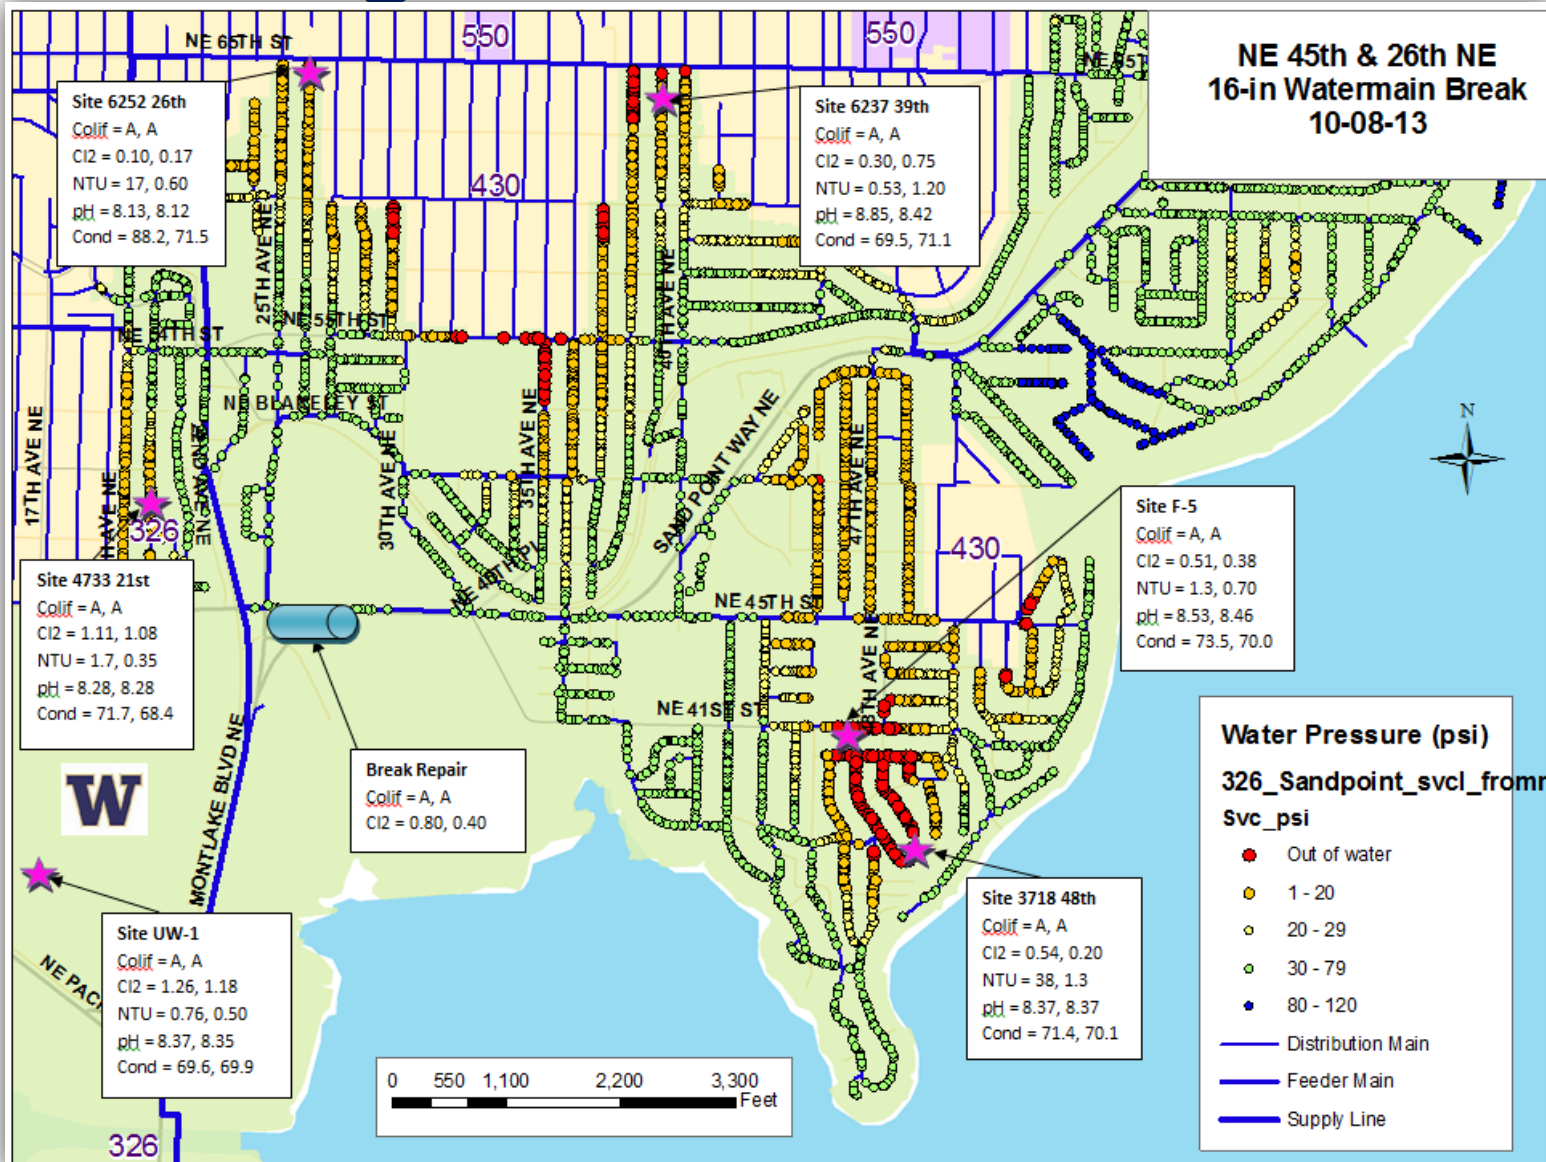 NE 45th & 26th NE
16-in Watermain Break
10-08-13
NE 65TH ST
550
550
Site 6252 26th
Colif = A, A
Cl2 = 0.10, 0.17
NTU = 17, 0.60
pH = 8.13, 8.12
Cond = 88.2, 71.5
Site 6237 39th
Colif = A, A
Cl2 = 0.30, 0.75
NTU = 0.53, 1.20
pH = 8.85, 8.42
Cond = 69.5, 71.1
430
25TH AVE NE
NE 55TH ST
40TH AVE NE
NE BLAKELEY ST
17TH AVE NE
30TH AVE NE
35TH AVE NE
SAND POINT WAY NE
47TH AVE NE
N
326
430
NE 45TH PL
NE 45TH ST
Site F-5
Colif = A, A
Cl2 = 0.51, 0.38
NTU = 1.3, 0.70
pH = 8.53, 8.46
Cond = 73.5, 70.0
Site 4733 21st
Colif = A, A
Cl2 = 1.11, 1.08
NTU = 1.7, 0.35
pH = 8.28, 8.28
Cond = 71.7, 68.4
NE 41ST ST
8TH AVE NE
MONTLAKE BLVD NE
W
Break Repair
Colif = A, A
Cl2 = 0.80, 0.40
Site UW-1
Colif = A, A
Cl2 = 1.26, 1.18
NTU = 0.76, 0.50
pH = 8.37, 8.35
Cond = 69.6, 69.9
NE PACI
Site 3718 48th
Colif = A, A
Cl2 = 0.54, 0.20
NTU = 38, 1.3
pH = 8.37, 8.37
Cond = 71.4, 70.1
Water Pressure (psi)
326_Sandpoint_svcl_fromr
Svc_psi
Out of water
1 - 20
20 - 29
30 - 79
80 - 120
Distribution Main
Feeder Main
Supply Line
0 550 1,100 2,200 3,300
Feet
326